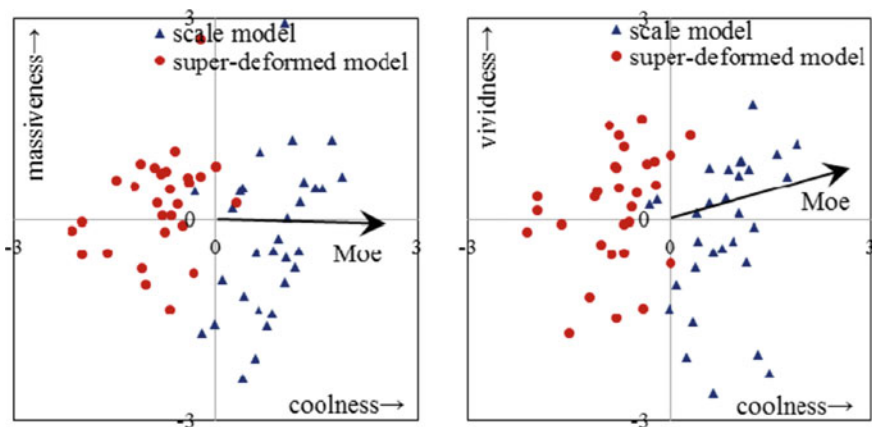 3
▲ scale model
● super-deformed model
massiveness→
-3
0
3
Moe
-3
coolness→
3
▲ scale model
● super-deformed model
vividness→
-3
0
3
Moe
-3
coolness→